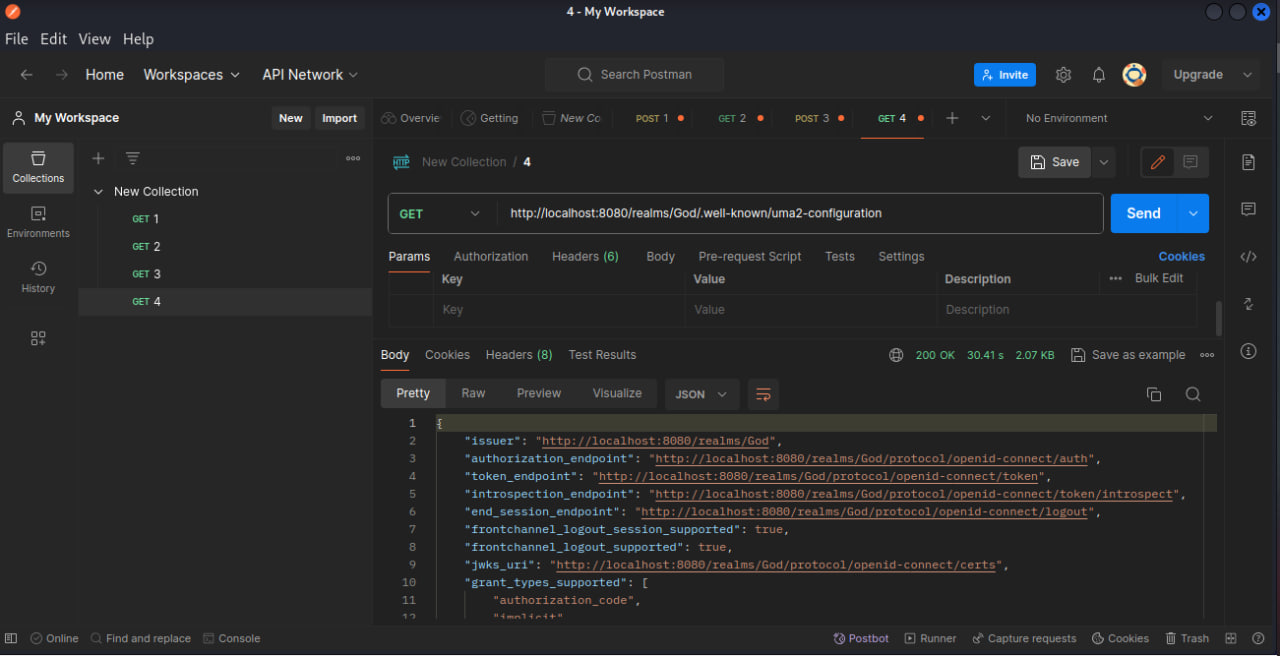 4 - My Workspace
File Edit View Help
Home Workspaces API Network Search Postman Invite Upgrade
My Workspace New Import
Overvie Getting New Co POST 1 GET 2 POST 3 GET 4 No Environment
Collections
Environments
History
New Collection
GET 1
GET 2
GET 3
GET 4
HTTP New Collection / 4 Save
GET http://localhost:8080/realms/God/.well-known/uma2-configuration Send
Params Authorization Headers (6) Body Pre-request Script Tests Settings Cookies
Key Value Description Bulk Edit
Key Value Description
Body Cookies Headers (8) Test Results 200 OK 30.41 s 2.07 KB Save as example
Pretty Raw Preview Visualize JSON
1 {
2 "issuer": "http://localhost:8080/realms/God",
3 "authorization_endpoint": "http://localhost:8080/realms/God/protocol/openid-connect/auth",
4 "token_endpoint": "http://localhost:8080/realms/God/protocol/openid-connect/token",
5 "introspection_endpoint": "http://localhost:8080/realms/God/protocol/openid-connect/token/introspect",
6 "end_session_endpoint": "http://localhost:8080/realms/God/protocol/openid-connect/logout",
7 "frontchannel_logout_session_supported": true,
8 "frontchannel_logout_supported": true,
9 "jwks_uri": "http://localhost:8080/realms/God/protocol/openid-connect/certs",
10 "grant_types_supported": [
11 "authorization_code",
12 "implicit"
Online Find and replace Console Postbot Runner Capture requests Cookies Trash